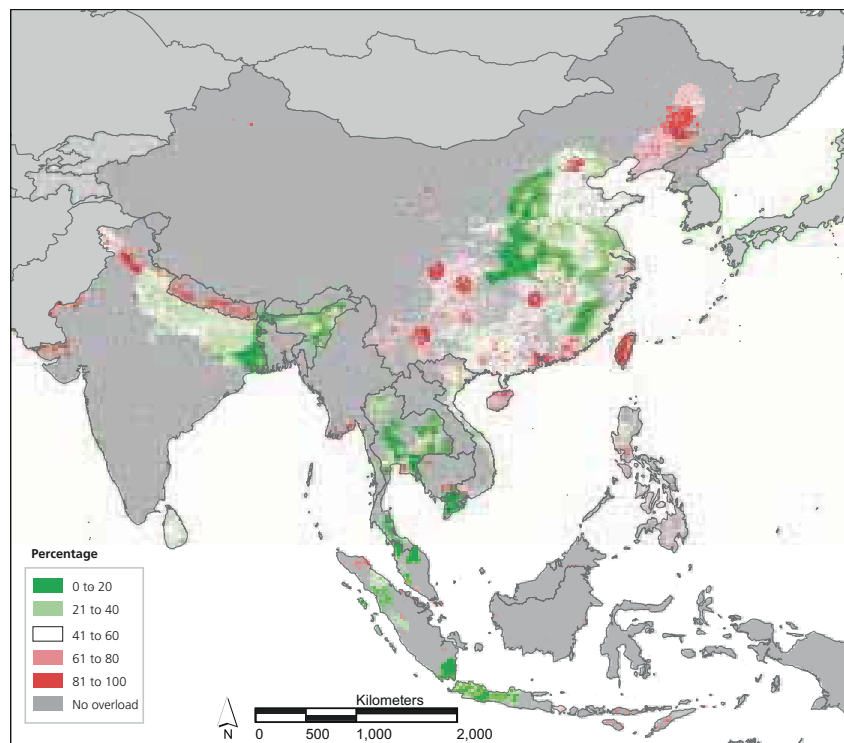 Percentage
0 to 20
21 to 40
41 to 60
61 to 80
81 to 100
No overload
Kilometers
N
0 500 1,000 2,000